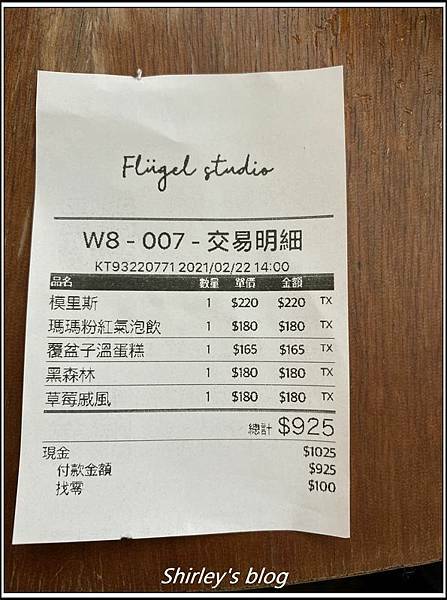 Flügel studio
W8 - 007 - 交易明細
KT93220771 2021/02/22 14:00
品名 數量 單價 金額
模里斯 1 $220 $220 TX
瑪瑪粉紅氣泡飲 1 $180 $180 TX
覆盆子溫蛋糕 1 $165 $165 TX
黑森林 1 $180 $180 TX
草莓戚風 1 $180 $180 TX
總計 $925
現金 $1025
付款金額 $925
找零 $100
Shirley's blog